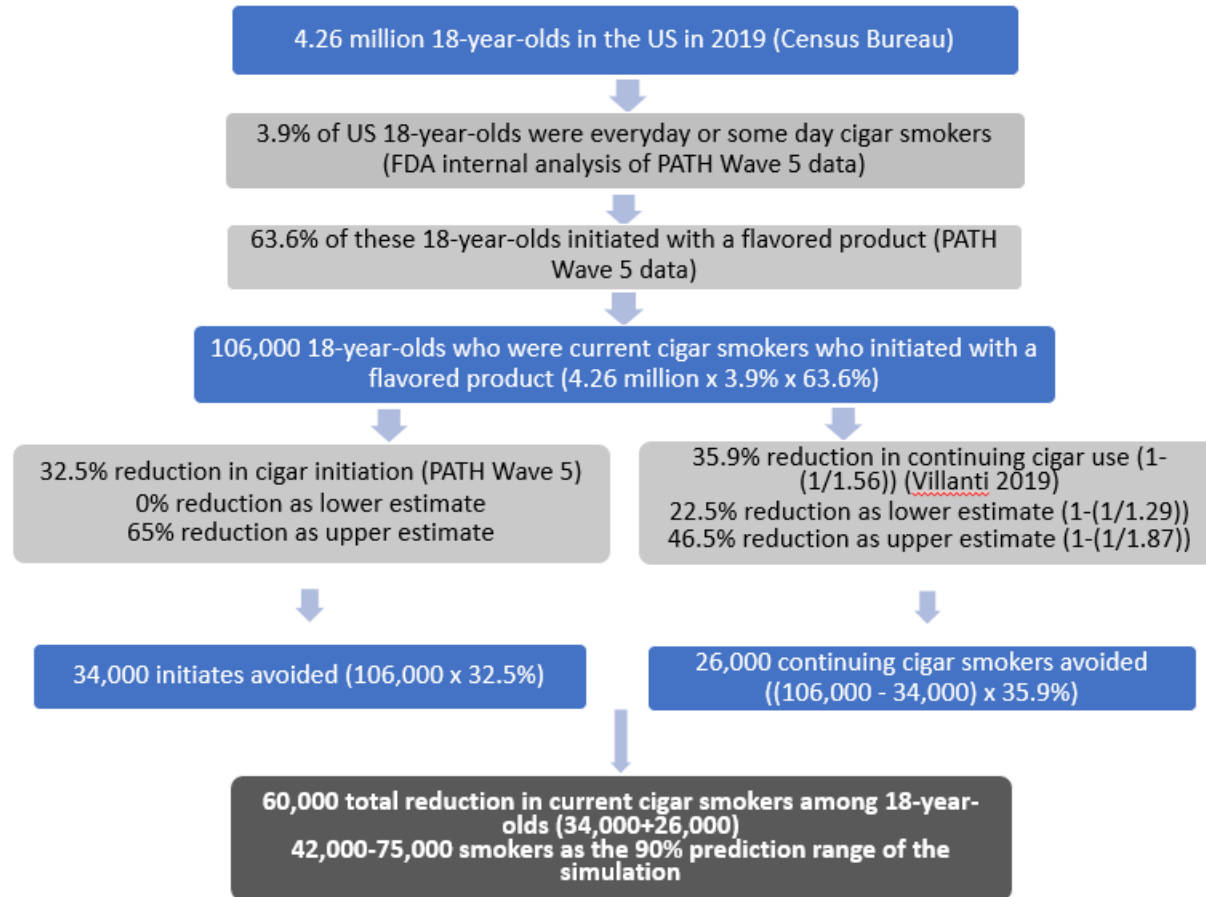 4.26 million 18-year-olds in the US in 2019 (Census Bureau)
3.9% of US 18-year-olds were everyday or some day cigar smokers
(FDA internal analysis of PATH Wave 5 data)
63.6% of these 18-year-olds initiated with a flavored product (PATH
Wave 5 data)
106,000 18-year-olds who were current cigar smokers who initiated with a
flavored product (4.26 million x 3.9% x 63.6%)
32.5% reduction in cigar initiation (PATH Wave 5)
0% reduction as lower estimate
65% reduction as upper estimate
35.9% reduction in continuing cigar use (1-
(1/1.56)) (Villanti 2019)
22.5% reduction as lower estimate (1-(1/1.29))
46.5% reduction as upper estimate (1-(1/1.87))
34,000 initiates avoided (106,000 x 32.5%)
26,000 continuing cigar smokers avoided
((106,000 - 34,000) x 35.9%)
60,000 total reduction in current cigar smokers among 18-year-
olds (34,000+26,000)
42,000-75,000 smokers as the 90% prediction range of the
simulation